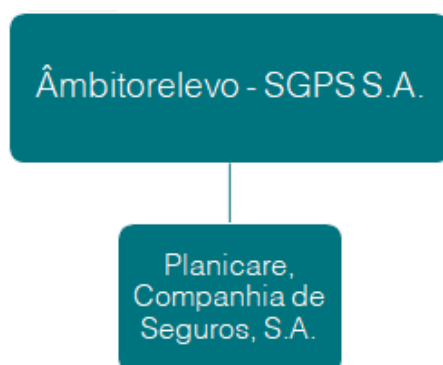 Âmbitorelevo - SGPS S.A.
Planicare,
Companhia de
Seguros, S.A.